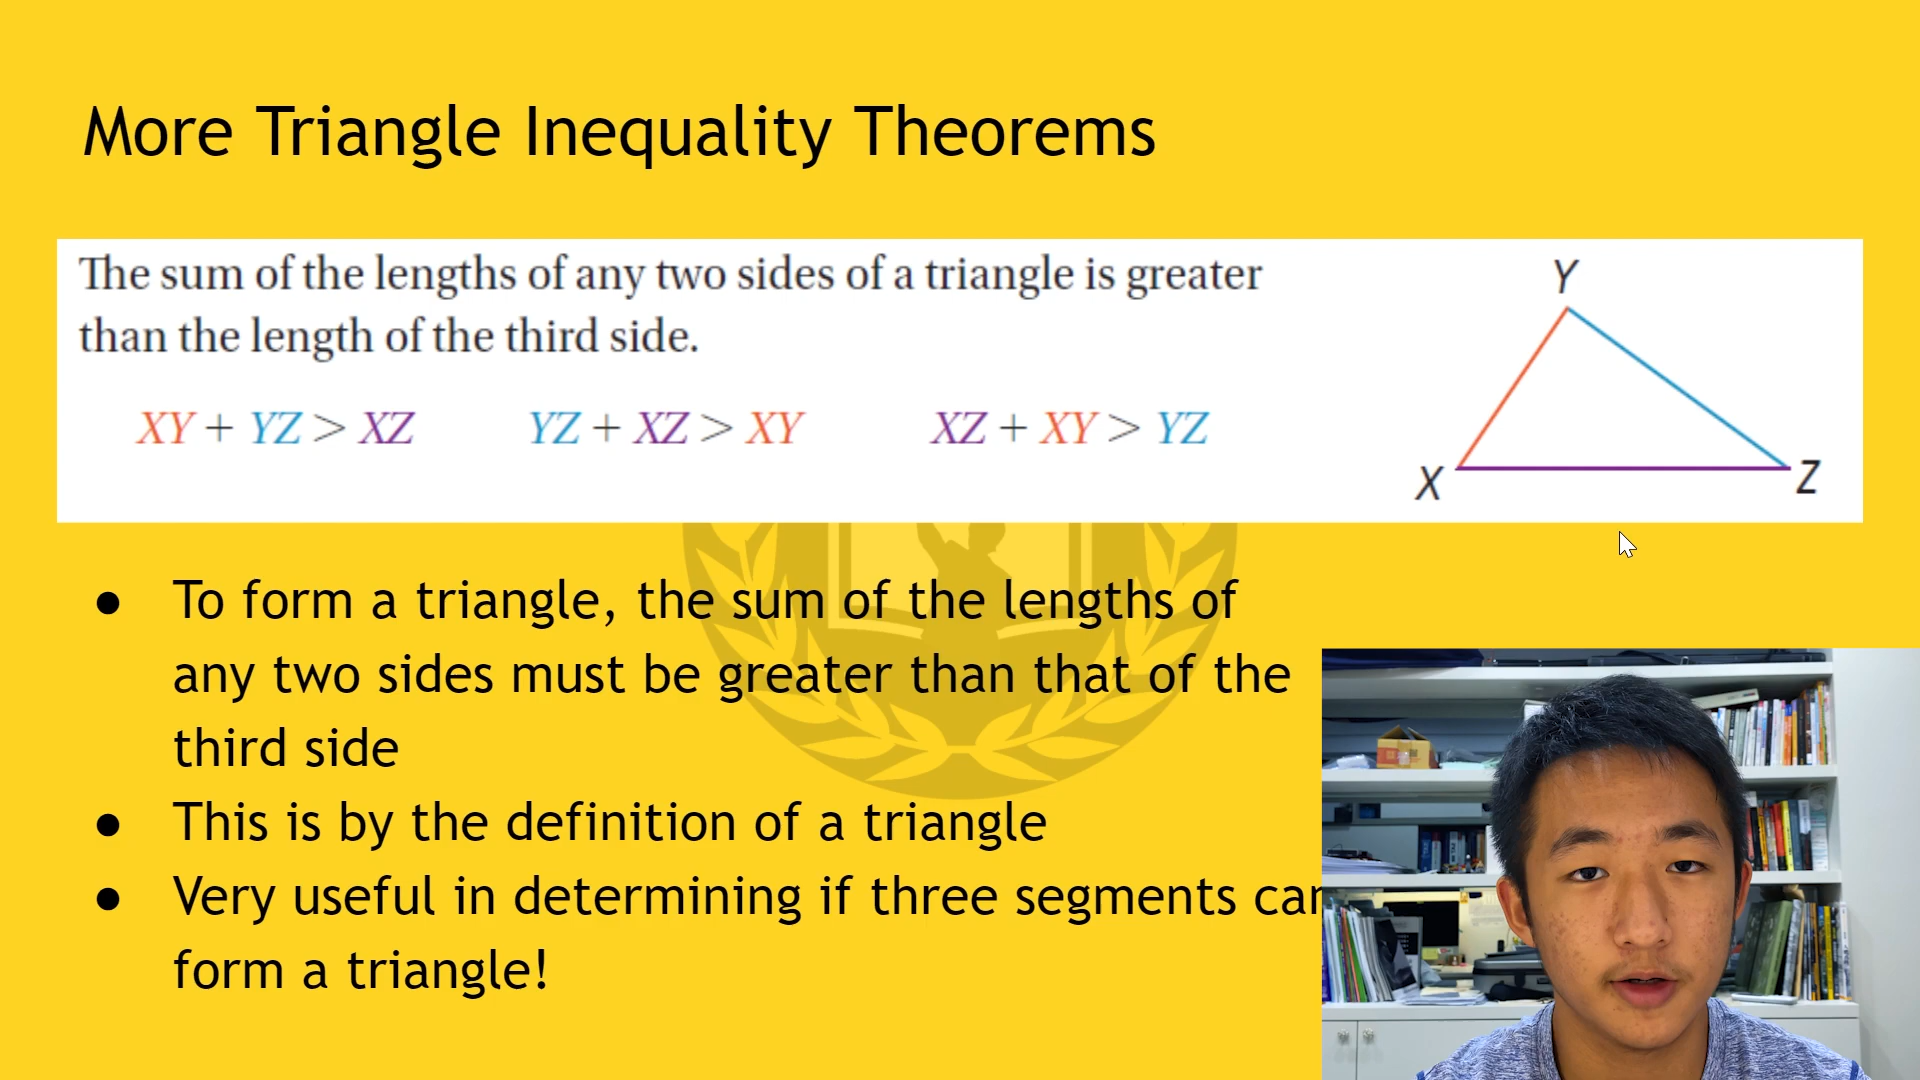 More Triangle Inequality Theorems
The sum of the lengths of any two sides of a triangle is greater
than the length of the third side.
XY + YZ > XZ YZ + XZ > XY XZ + XY > YZ
Y
X
Z
● To form a triangle, the sum of the lengths of
any two sides must be greater than that of the
third side
● This is by the definition of a triangle
● Very useful in determining if three segments can
form a triangle!